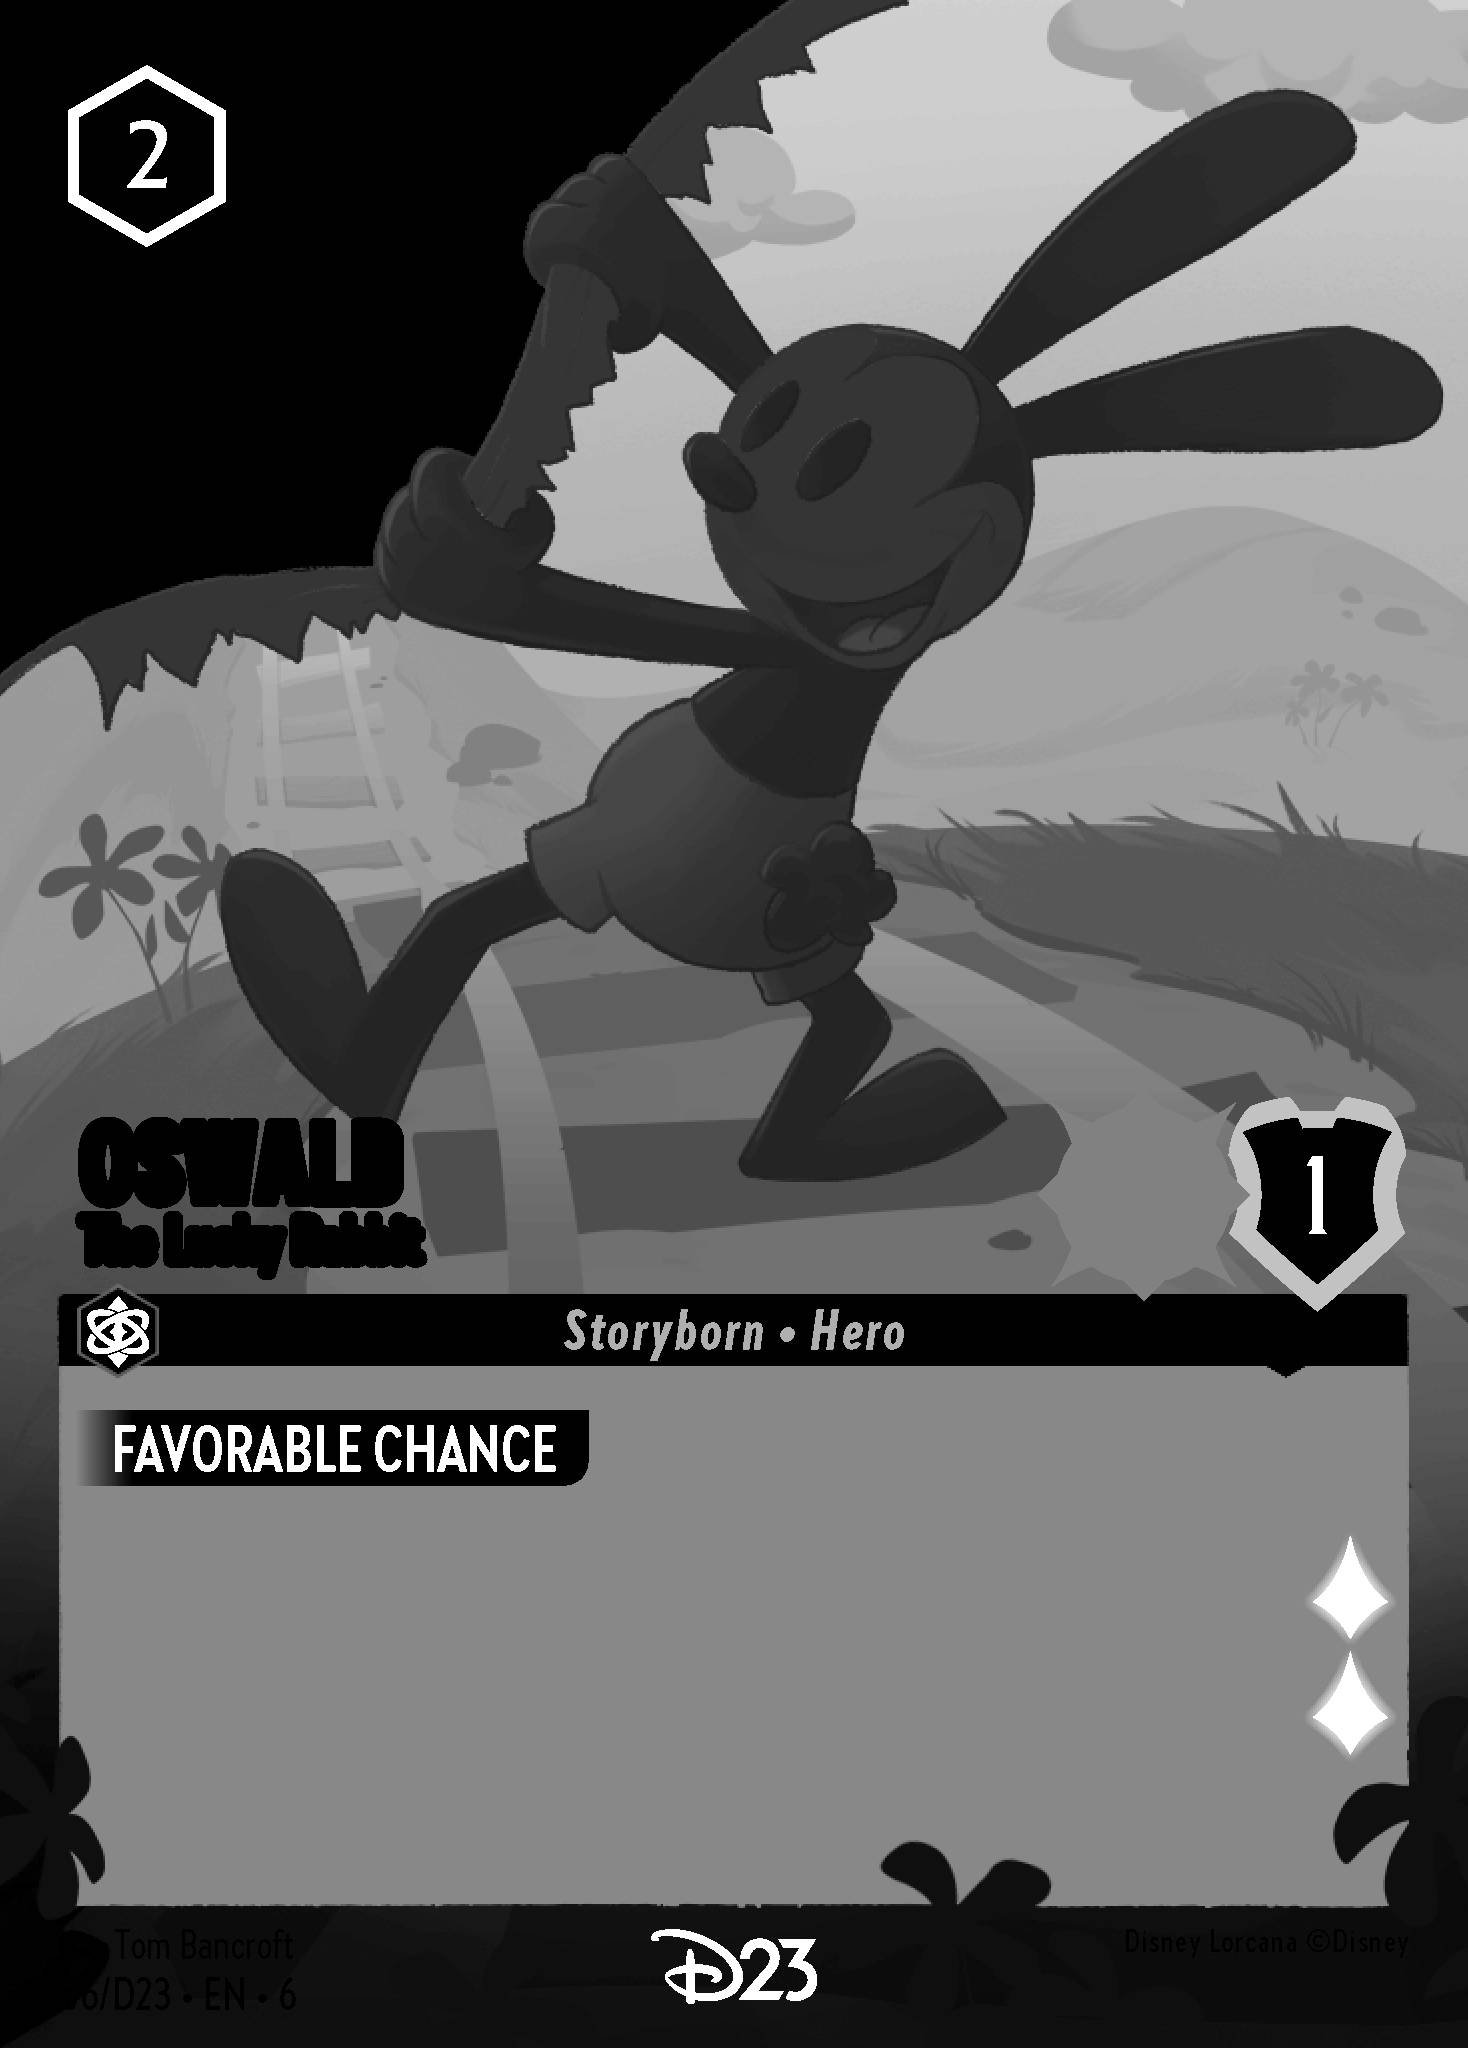 2
OSWALD
The Lucky Rabbit
1
Storyborn • Hero
FAVORABLE CHANCE
Tom Bancroft
Disney Lorcana ©Disney
6/D23 • EN • 6
D23